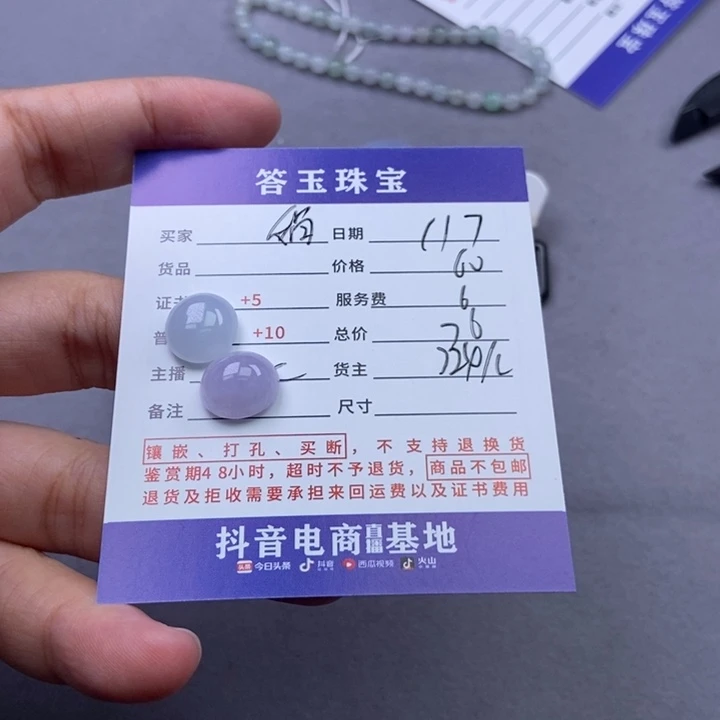 答玉珠宝
买家 日期 117
货品 价格 60
+5 服务费 6
普 +10 总价 76
主播 货主
备注 尺寸
镶嵌、打孔、买断，不支持退换货
鉴赏期48小时，超时不予退货，商品不包邮
退货及拒收需要承担来回运费以及证书费用
抖音电商直播基地
头条 今日头条 抖音 西瓜视频 火山